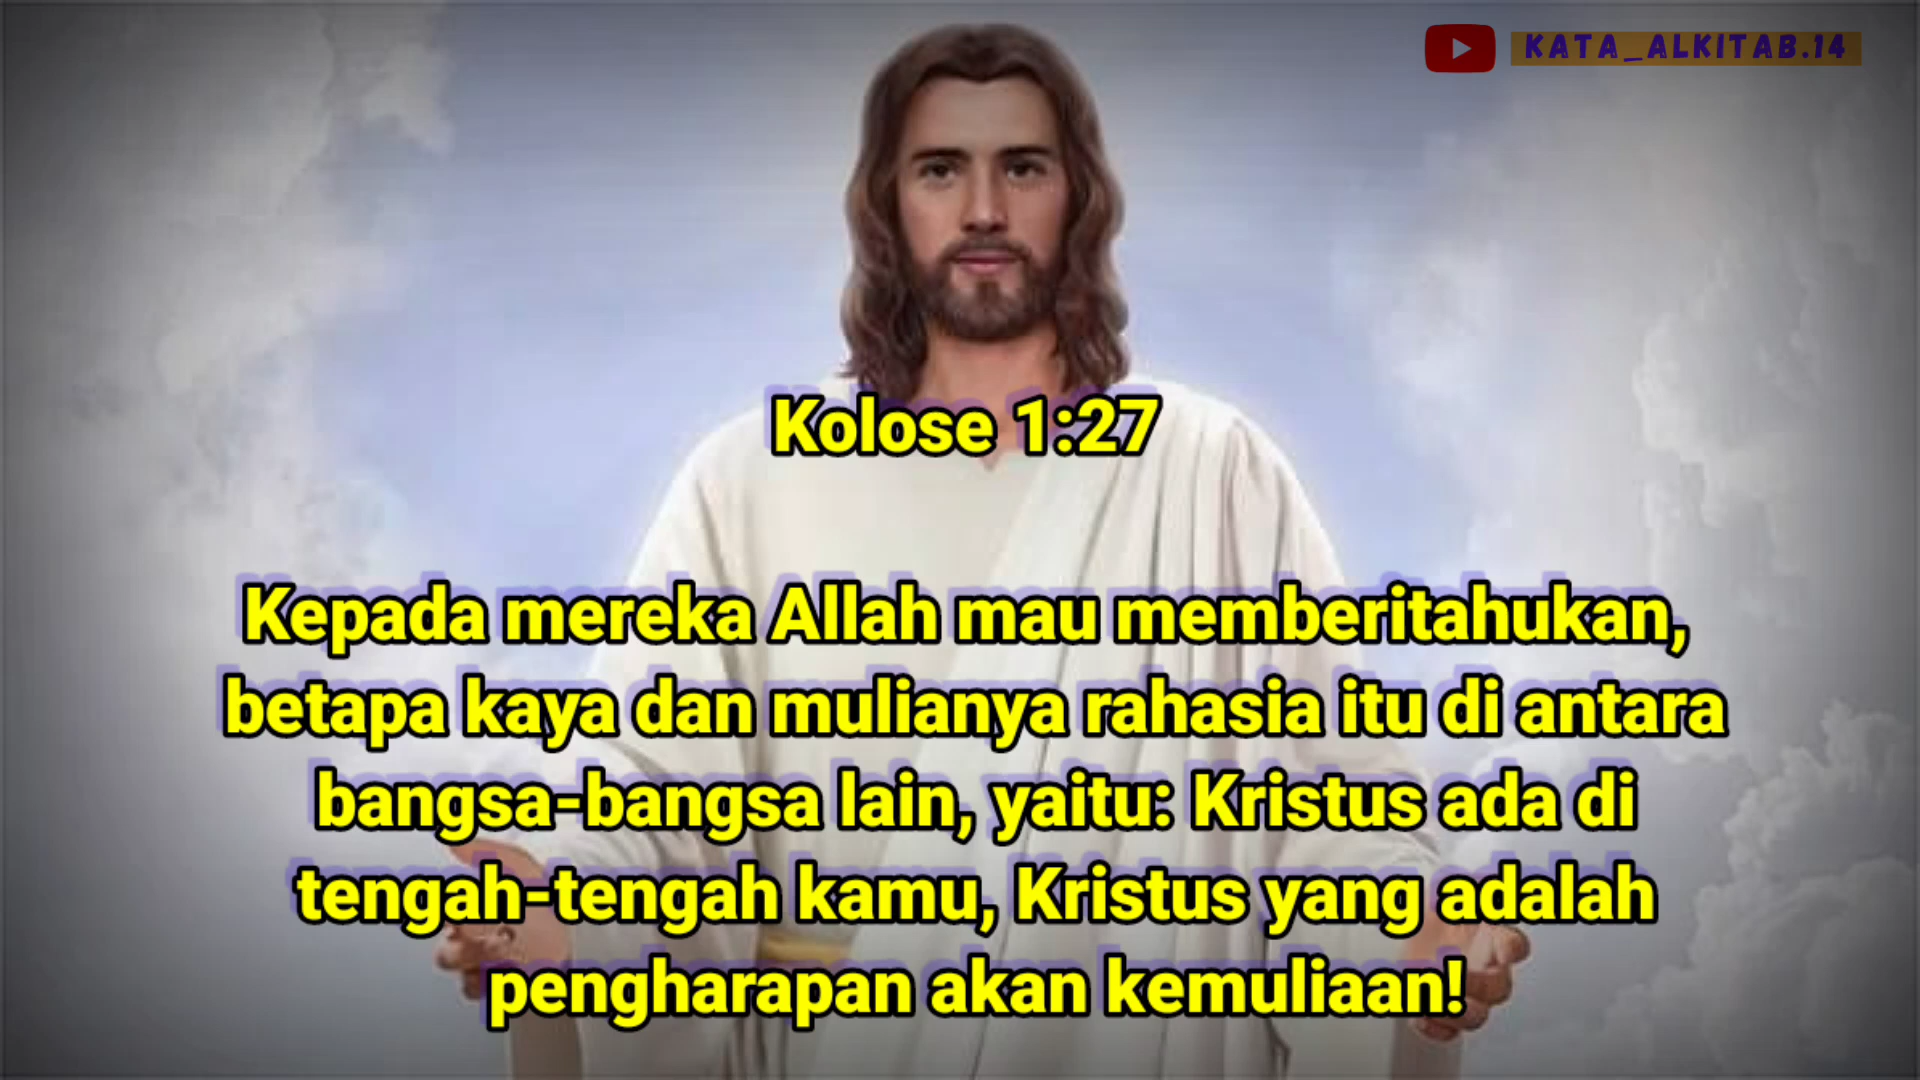 KATA_ALKITAB.14
Kolose 1:27
Kepada mereka Allah mau memberitahukan,
betapa kaya dan mulianya rahasia itu di antara
bangsa-bangsa lain, yaitu: Kristus ada di
tengah-tengah kamu, Kristus yang adalah
pengharapan akan kemuliaan!